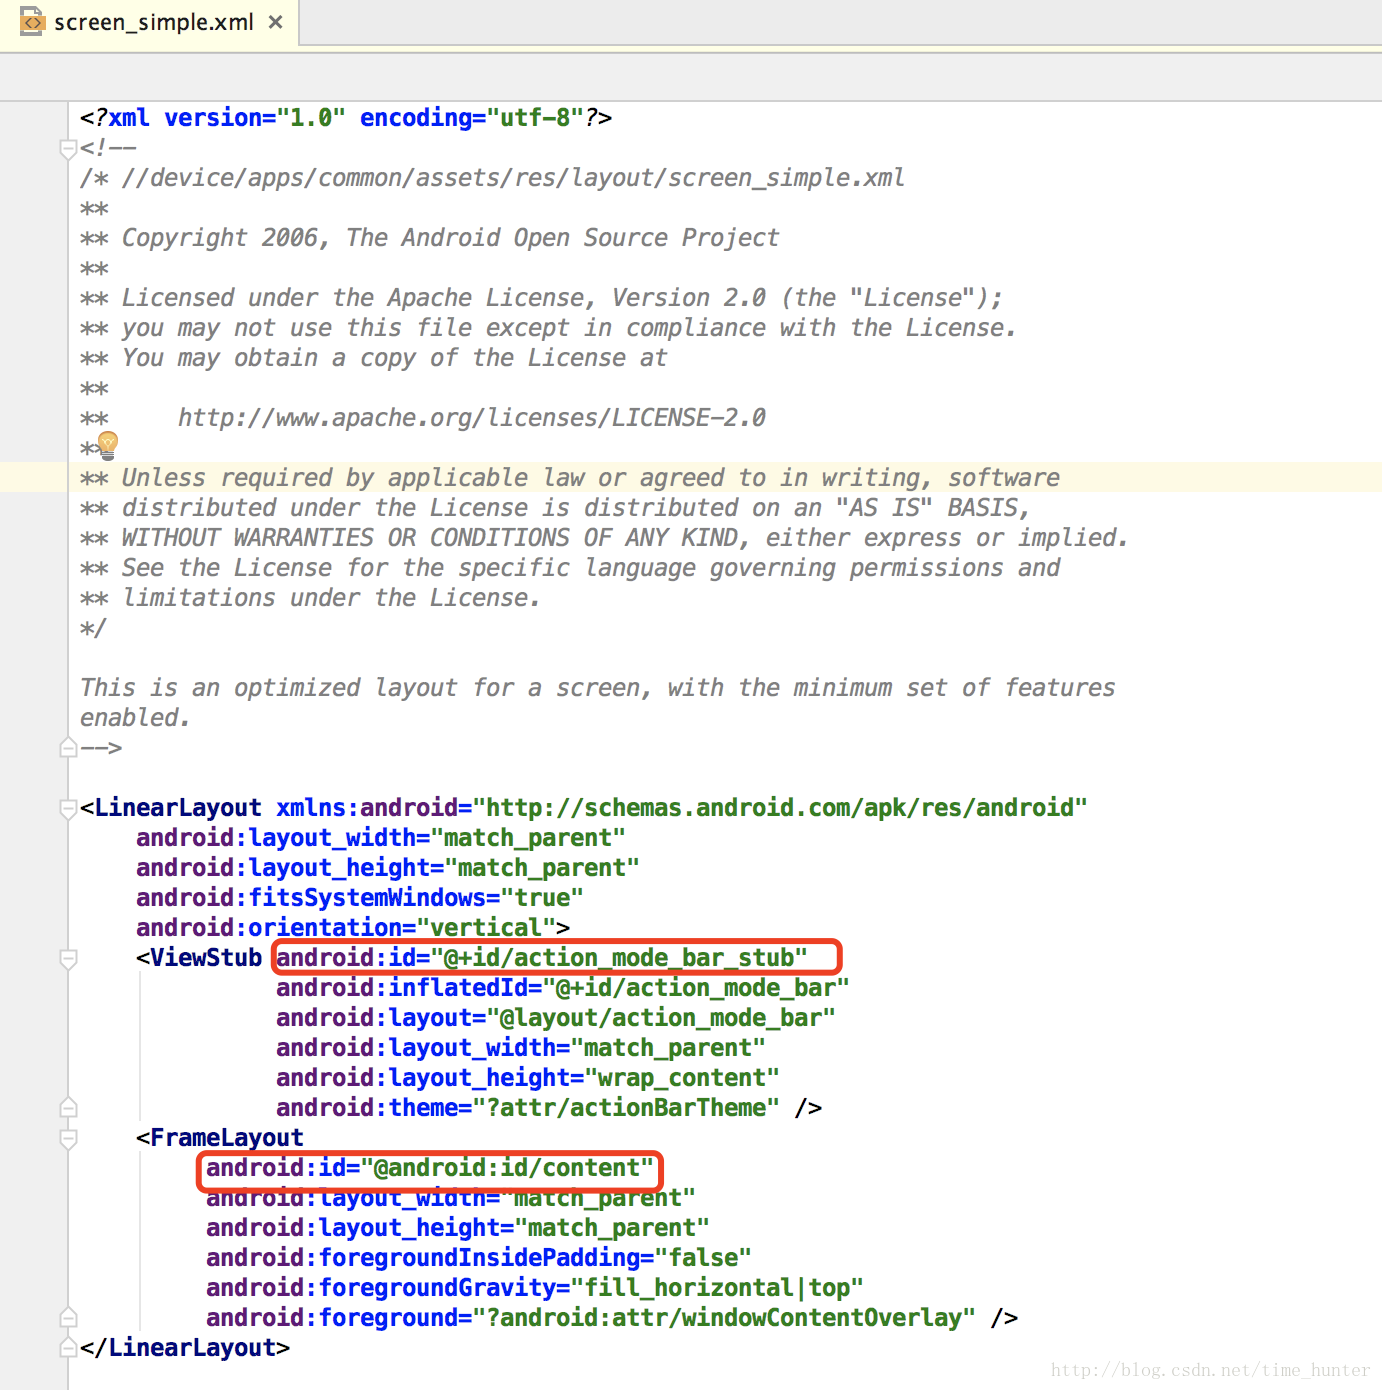 screen_simple.xml
<?xml version="1.0" encoding="utf-8"?>
<!--
/* //device/apps/common/assets/res/layout/screen_simple.xml
**
** Copyright 2006, The Android Open Source Project
**
** Licensed under the Apache License, Version 2.0 (the "License");
** you may not use this file except in compliance with the License.
** You may obtain a copy of the License at
**
**     http://www.apache.org/licenses/LICENSE-2.0
**
** Unless required by applicable law or agreed to in writing, software
** distributed under the License is distributed on an "AS IS" BASIS,
** WITHOUT WARRANTIES OR CONDITIONS OF ANY KIND, either express or implied.
** See the License for the specific language governing permissions and
** limitations under the License.
*/
This is an optimized layout for a screen, with the minimum set of features
enabled.
-->
<LinearLayout xmlns:android="http://schemas.android.com/apk/res/android"
    android:layout_width="match_parent"
    android:layout_height="match_parent"
    android:fitsSystemWindows="true"
    android:orientation="vertical">
    <ViewStub android:id="@+id/action_mode_bar_stub"
              android:inflatedId="@+id/action_mode_bar"
              android:layout="@layout/action_mode_bar"
              android:layout_width="match_parent"
              android:layout_height="wrap_content"
              android:theme="?attr/actionBarTheme" />
    <FrameLayout
         android:id="@android:id/content"
         android:layout_width="match_parent"
         android:layout_height="match_parent"
         android:foregroundInsidePadding="false"
         android:foregroundGravity="fill_horizontal|top"
         android:foreground="?android:attr/windowContentOverlay" />
</LinearLayout>
http://blog.csdn.net/time_hunter